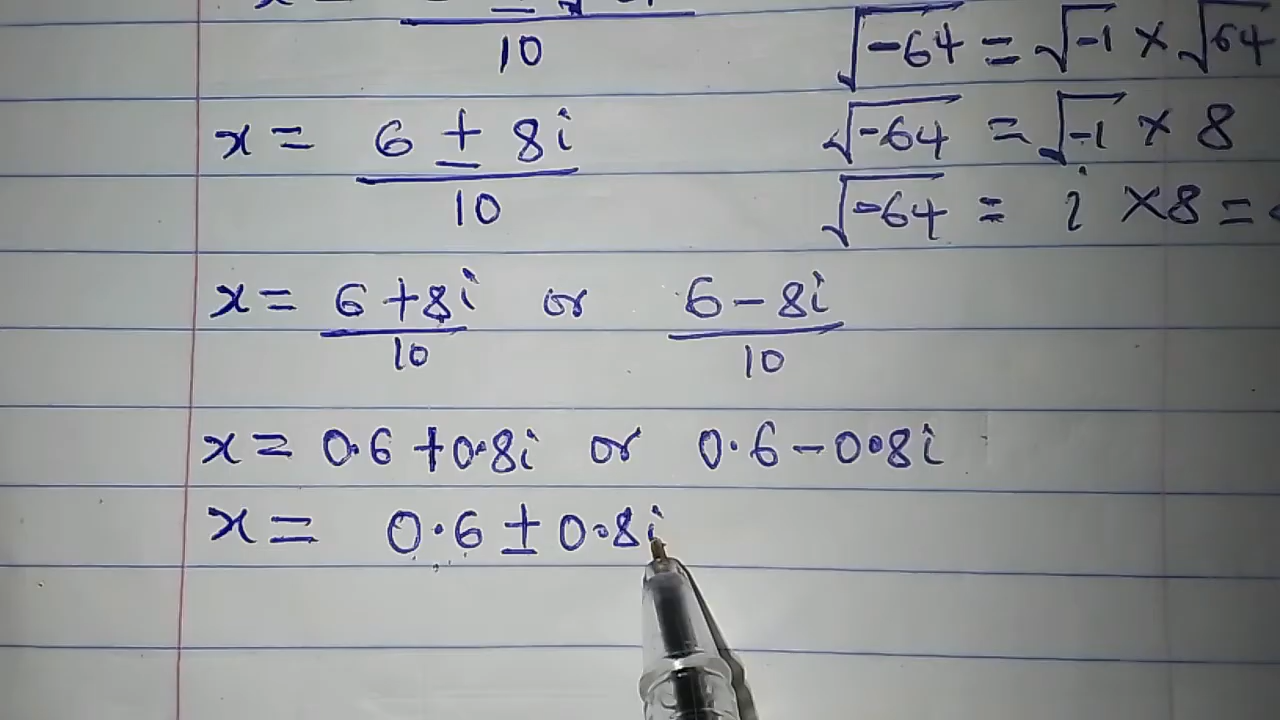 10
√-64 = √-1 × √64
x = 6 ± 8i
10
√-64 = √-1 × 8
√-64 = i × 8 =
x = 6 + 8i or 6 - 8i
10 10
x = 0.6 + 0.8i or 0.6 - 0.8i
x = 0.6 ± 0.8i